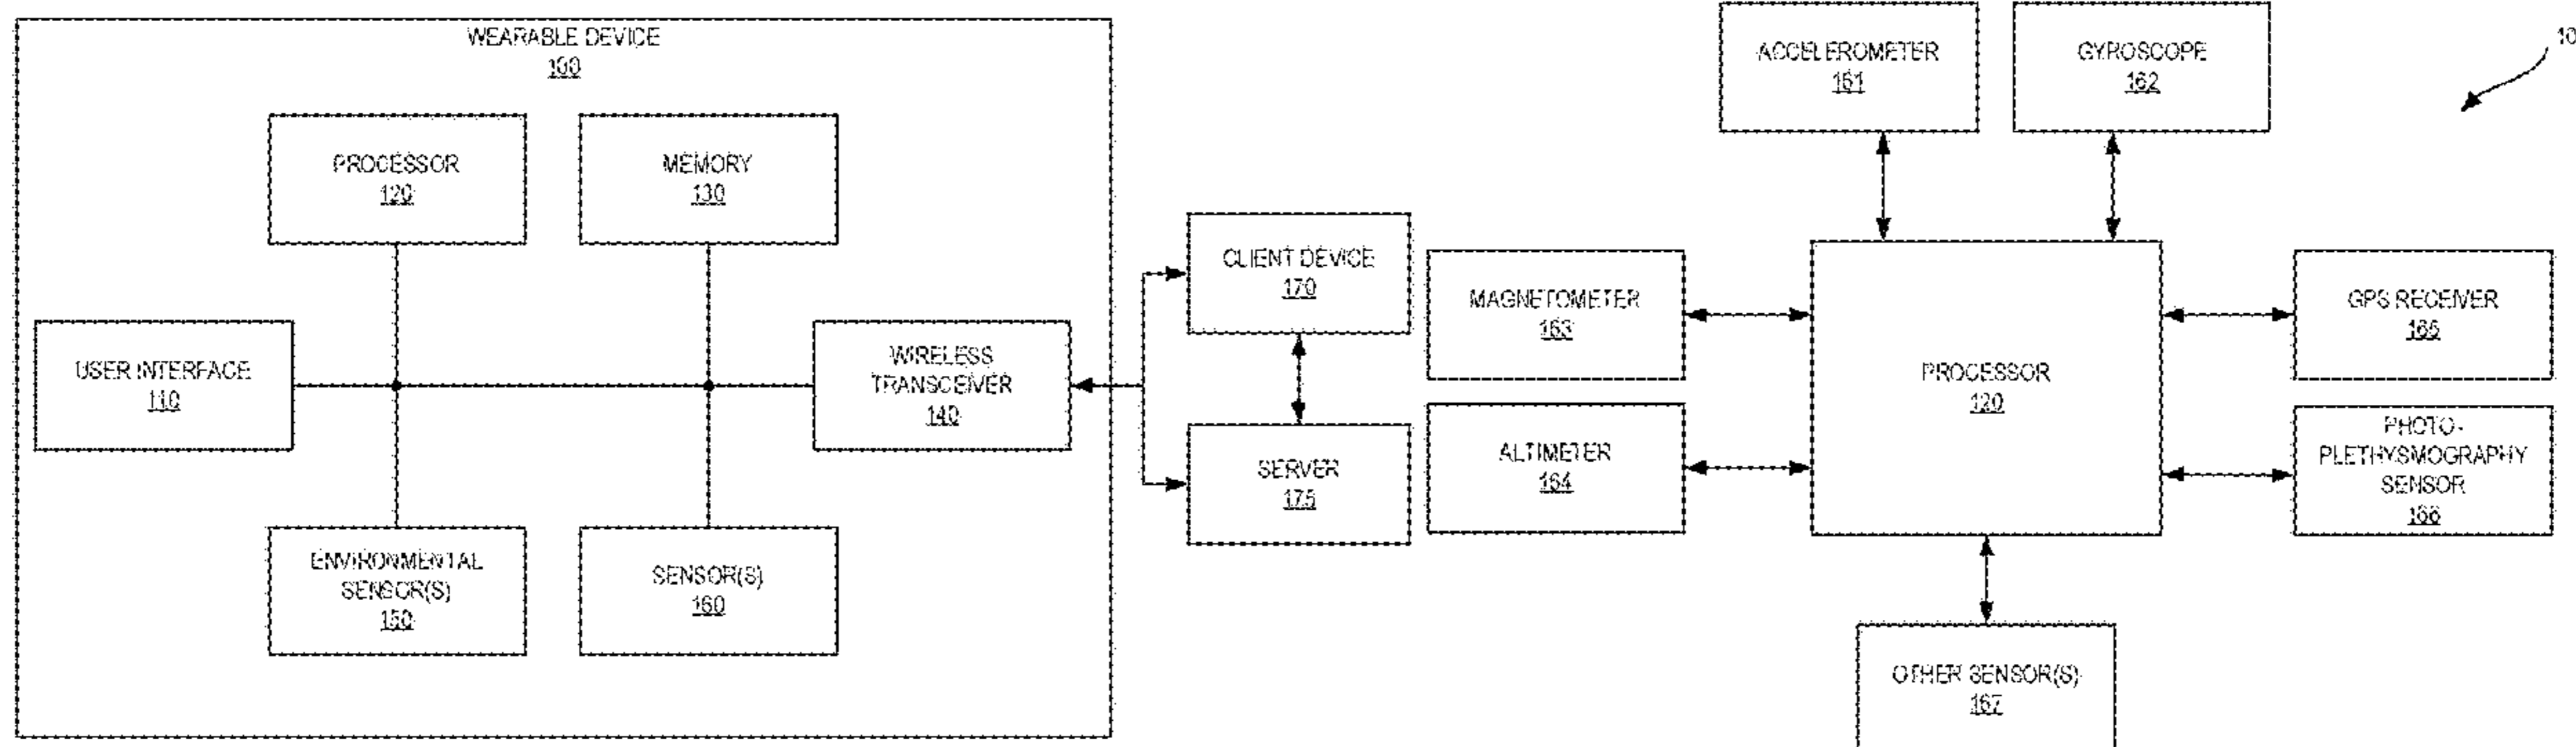 WEARABLE DEVICE
100
PROCESSOR
120
MEMORY
130
USER INTERFACE
110
WIRELESS
TRANSCEIVER
140
ENVIRONMENTAL
SENSOR(S)
150
SENSOR(S)
160
CLIENT DEVICE
170
SERVER
175
ACCELEROMETER
161
GYROSCOPE
162
10
MAGNETOMETER
163
ALTIMETER
164
PROCESSOR
120
GPS RECEIVER
165
PHOTO-
PLETHYSMOGRAPHY
SENSOR
166
OTHER SENSOR(S)
167